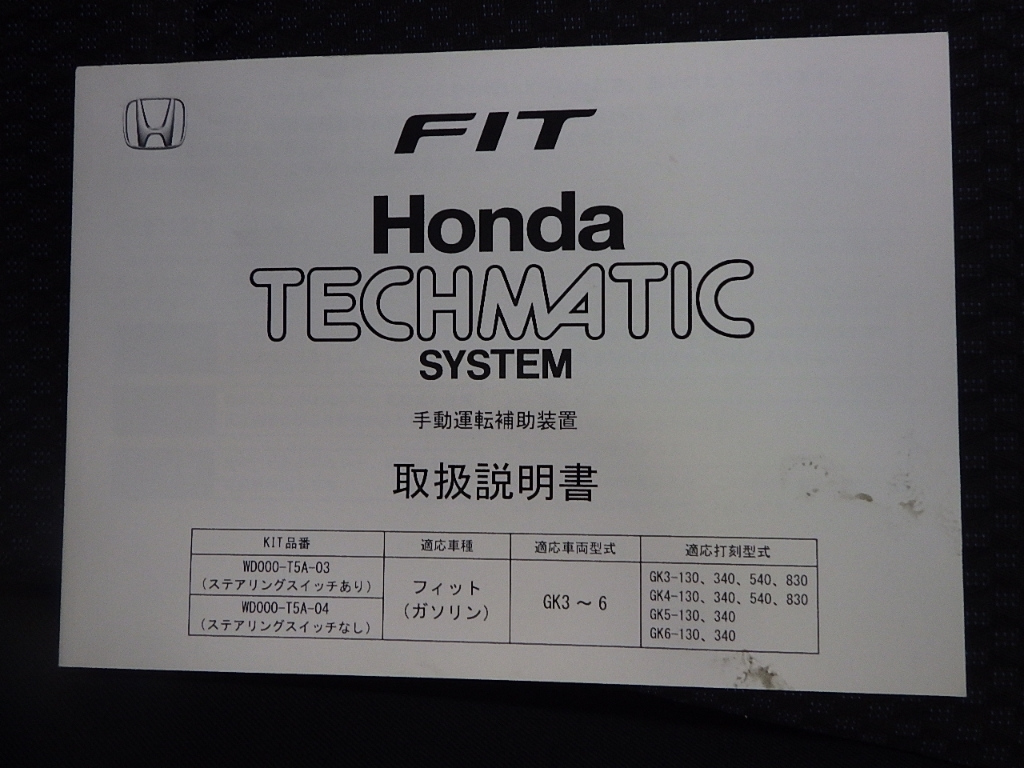 FIT
Honda
TECHMATIC
SYSTEM
手動運転補助装置
取扱説明書
KIT品番 適応車種 適応車両型式 適応打刻型式
WD000-T5A-03
(ステアリングスイッチあり)
WD000-T5A-04
(ステアリングスイッチなし)
フィット
(ガソリン)
GK3 ～ 6
GK3-130、340、540、830
GK4-130、340、540、830
GK5-130、340
GK6-130、340